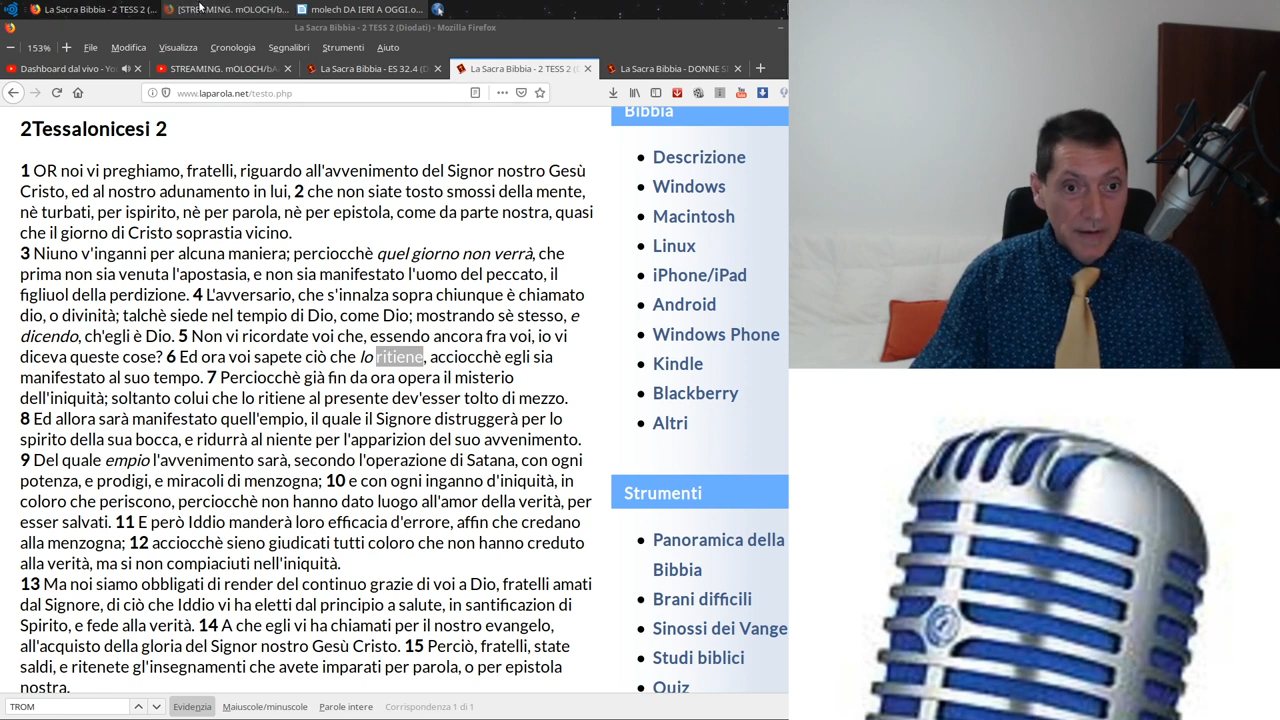 La Sacra Bibbia - 2 TESS 2 (...
[STREAMING. mOLOCH/b...
molech DA IERI A OGGI.o...
La Sacra Bibbia - 2 TESS 2 (Diodati) - Mozilla Firefox
153%
File Modifica Visualizza Cronologia Segnalibri Strumenti Aiuto
Dashboard dal vivo - Yo
STREAMING. mOLOCH/bA
La Sacra Bibbia - ES 32.4 (D
La Sacra Bibbia - 2 TESS 2 (
La Sacra Bibbia - DONNE S
www.laparola.net/testo.php
2Tessalonicesi 2
1 OR noi vi preghiamo, fratelli, riguardo all'avvenimento del Signor nostro Gesù
Cristo, ed al nostro adunamento in lui, 2 che non siate tosto smossi della mente,
nè turbati, per ispirito, nè per parola, nè per epistola, come da parte nostra, quasi
che il giorno di Cristo soprastia vicino.
3 Niuno v'inganni per alcuna maniera; perciocchè quel giorno non verrà, che
prima non sia venuta l'apostasia, e non sia manifestato l'uomo del peccato, il
figliuol della perdizione. 4 L'avversario, che s'innalza sopra chiunque è chiamato
dio, o divinità; talchè siede nel tempio di Dio, come Dio; mostrando sè stesso, e
dicendo, ch'egli è Dio. 5 Non vi ricordate voi che, essendo ancora fra voi, io vi
diceva queste cose? 6 Ed ora voi sapete ciò che lo ritiene, acciocchè egli sia
manifestato al suo tempo. 7 Perciocchè già fin da ora opera il misterio
dell'iniquità; soltanto colui che lo ritiene al presente dev'esser tolto di mezzo.
8 Ed allora sarà manifestato quell'empio, il quale il Signore distruggerà per lo
spirito della sua bocca, e ridurrà al niente per l'apparizion del suo avvenimento.
9 Del quale empio l'avvenimento sarà, secondo l'operazione di Satana, con ogni
potenza, e prodigi, e miracoli di menzogna; 10 e con ogni inganno d'iniquità, in
coloro che periscono, perciocchè non hanno dato luogo all'amor della verità, per
esser salvati. 11 E però Iddio manderà loro efficacia d'errore, affin che credano
alla menzogna; 12 acciocchè sieno giudicati tutti coloro che non hanno creduto
alla verità, ma si son compiaciuti nell'iniquità.
13 Ma noi siamo obbligati di render del continuo grazie di voi a Dio, fratelli amati
dal Signore, di ciò che Iddio vi ha eletti dal principio a salute, in santificazion di
Spirito, e fede alla verità. 14 A che egli vi ha chiamati per il nostro evangelo,
all'acquisto della gloria del Signor nostro Gesù Cristo. 15 Perciò, fratelli, state
saldi, e ritenete gl'insegnamenti che avete imparati per parola, o per epistola
nostra.
Bibbia
Descrizione
Windows
Macintosh
Linux
iPhone/iPad
Android
Windows Phone
Kindle
Blackberry
Altri
Strumenti
Panoramica della
Bibbia
Brani difficili
Sinossi dei Vange
Studi biblici
Quiz
TROM
Evidenzia
Maiuscole/minuscole
Parole intere
Corrispondenza 1 di 1